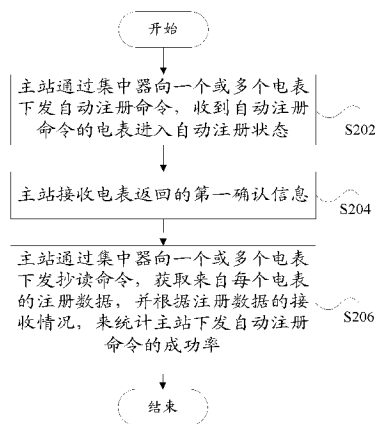 开始
主站通过集中器向一个或多个电表
下发自动注册命令，收到自动注册
命令的电表进入自动注册状态
S202
主站接收电表返回的第一确认信息
S204
主站通过集中器向一个或多个电表
下发抄读命令，获取来自每个电表
的注册数据，并根据注册数据的接
收情况，来统计主站下发自动注册
命令的成功率
S206
结束